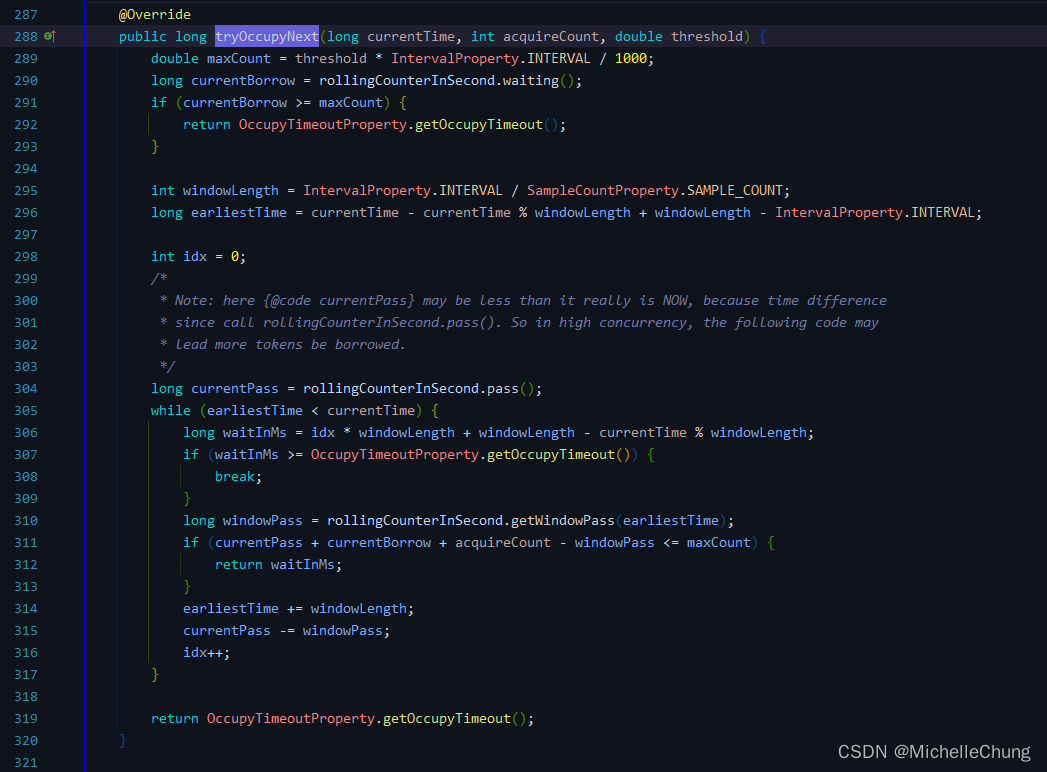 287 @Override
288 public long tryOccupyNext(long currentTime, int acquireCount, double threshold) {
289 double maxCount = threshold * IntervalProperty.INTERVAL / 1000;
290 long currentBorrow = rollingCounterInSecond.waiting();
291 if (currentBorrow >= maxCount) {
292 return OccupyTimeoutProperty.getOccupyTimeout();
293 }
294
295 int windowLength = IntervalProperty.INTERVAL / SampleCountProperty.SAMPLE_COUNT;
296 long earliestTime = currentTime - currentTime % windowLength + windowLength - IntervalProperty.INTERVAL;
297
298 int idx = 0;
299 /*
300 * Note: here {@code currentPass} may be less than it really is NOW, because time difference
301 * since call rollingCounterInSecond.pass(). So in high concurrency, the following code may
302 * lead more tokens be borrowed.
303 */
304 long currentPass = rollingCounterInSecond.pass();
305 while (earliestTime < currentTime) {
306 long waitInMs = idx * windowLength + windowLength - currentTime % windowLength;
307 if (waitInMs >= OccupyTimeoutProperty.getOccupyTimeout()) {
308 break;
309 }
310 long windowPass = rollingCounterInSecond.getWindowPass(earliestTime);
311 if (currentPass + currentBorrow + acquireCount - windowPass <= maxCount) {
312 return waitInMs;
313 }
314 earliestTime += windowLength;
315 currentPass -= windowPass;
316 idx++;
317 }
318
319 return OccupyTimeoutProperty.getOccupyTimeout();
320 }
321
CSDN @MichelleChung